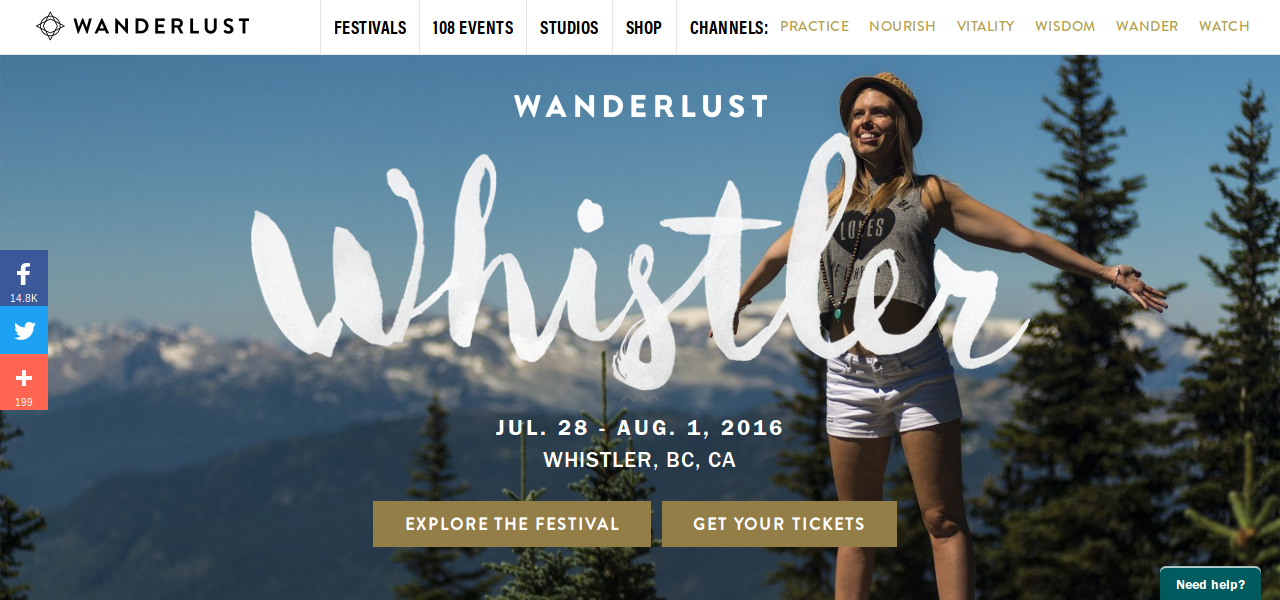 WANDERLUST
FESTIVALS 108 EVENTS STUDIOS SHOP CHANNELS: PRACTICE NOURISH VITALITY WISDOM WANDER WATCH
WANDERLUST
Whistler
LOVES
14.8K
199
JUL. 28 - AUG. 1, 2016
WHISTLER, BC, CA
EXPLORE THE FESTIVAL
GET YOUR TICKETS
Need help?